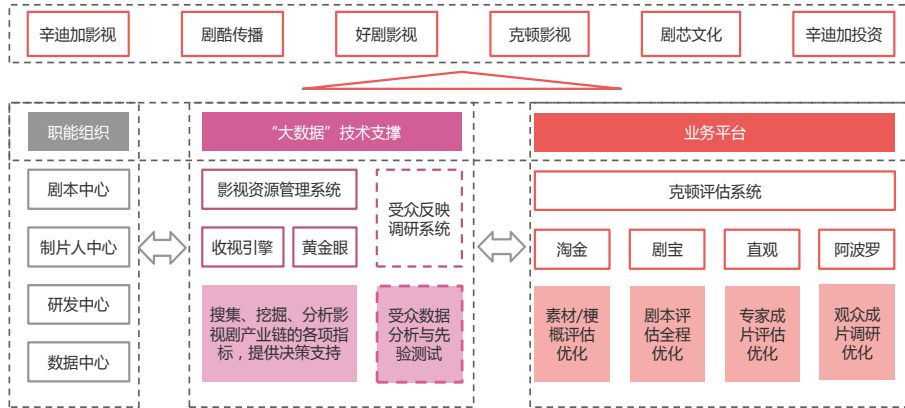 辛迪加影视
剧酷传播
好剧影视
克顿影视
剧芯文化
辛迪加投资
职能组织
剧本中心
制片人中心
研发中心
数据中心
“大数据”技术支撑
影视资源管理系统
收视引擎
黄金眼
搜集、挖掘、分析影
视剧产业链的各项指
标，提供决策支持
受众反映
调研系统
受众数据
分析与先
验测试
业务平台
克顿评估系统
淘金
剧宝
直观
阿波罗
素材/梗
概评估
优化
剧本评
估全程
优化
专家成
片评估
优化
观众成
片调研
优化